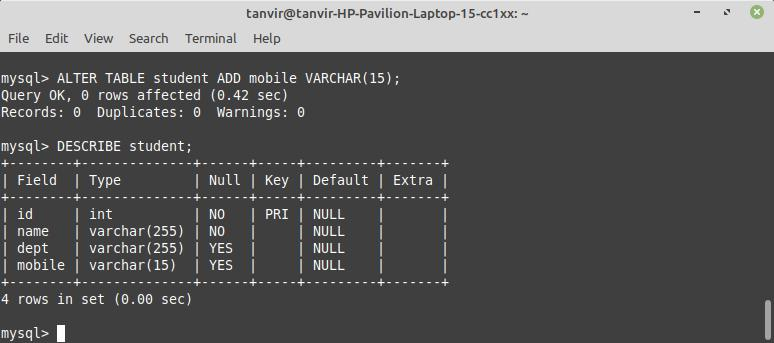 tanvir@tanvir-HP-Pavilion-Laptop-15-cc1xx: ~
File Edit View Search Terminal Help
mysql> ALTER TABLE student ADD mobile VARCHAR(15);
Query OK, 0 rows affected (0.42 sec)
Records: 0  Duplicates: 0  Warnings: 0
mysql> DESCRIBE student;
+--------+--------------+------+-----+---------+-------+
| Field  | Type         | Null | Key | Default | Extra |
+--------+--------------+------+-----+---------+-------+
| id     | int          | NO   | PRI | NULL    |       |
| name   | varchar(255) | NO   |     | NULL    |       |
| dept   | varchar(255) | YES  |     | NULL    |       |
| mobile | varchar(15)  | YES  |     | NULL    |       |
+--------+--------------+------+-----+---------+-------+
4 rows in set (0.00 sec)
mysql>